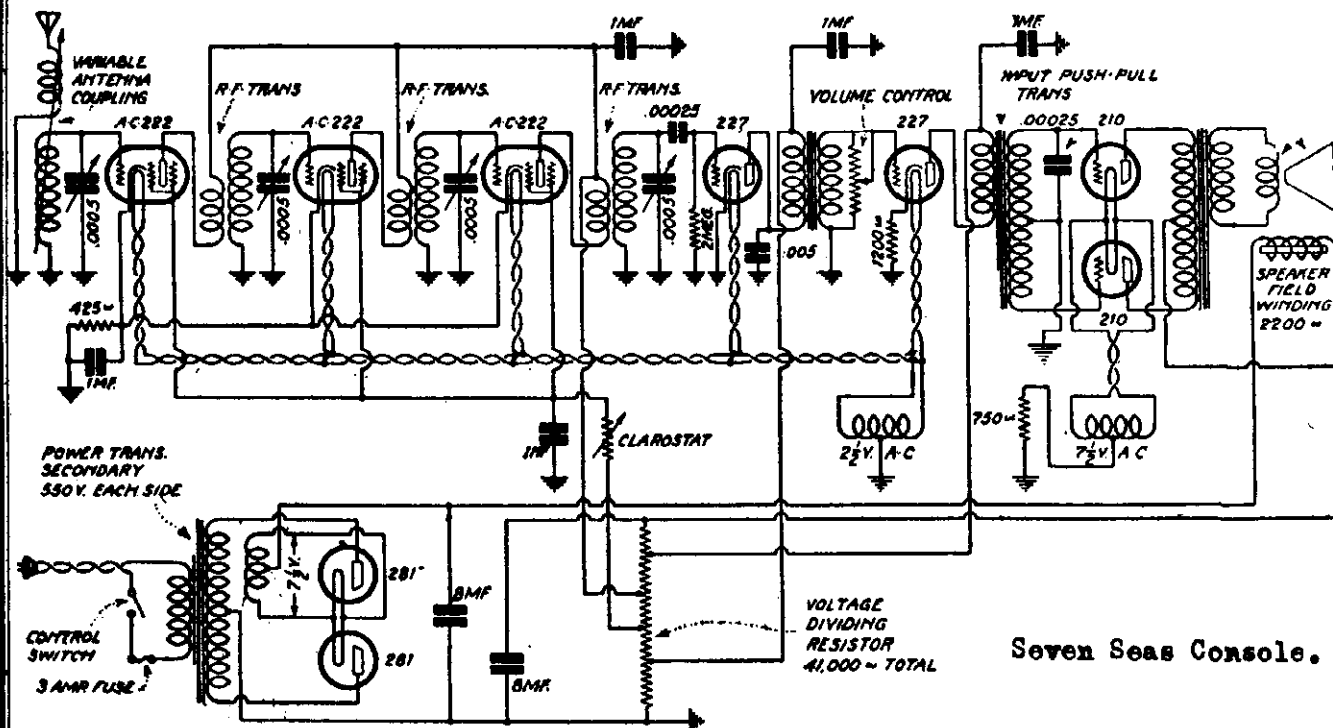 1MF
1MF
1MF.
VARIABLE
ANTENNA
COUPLING
R-F TRANS
R-F TRANS.
R-F TRANS.
INPUT PUSH-PULL
TRANS
VOLUME CONTROL
.00025
.00025
A-C-222
A-C-222
A-C-222
227
227
210
.0005
.0005
.0005
.0005
2MEG.
.005
1200~
210
SPEAKER
FIELD
WINDING
2200~
425~
1MF.
1MF
CLAROSTAT
2½V. A-C
750~
7½V. A C
POWER TRANS.
SECONDARY
550V. EACH SIDE
7½V.
281
281
8MF
8MF.
CONTROL
SWITCH
3 AMP. FUSE
VOLTAGE
DIVIDING
RESISTOR
41,000~ TOTAL
Seven Seas Console.